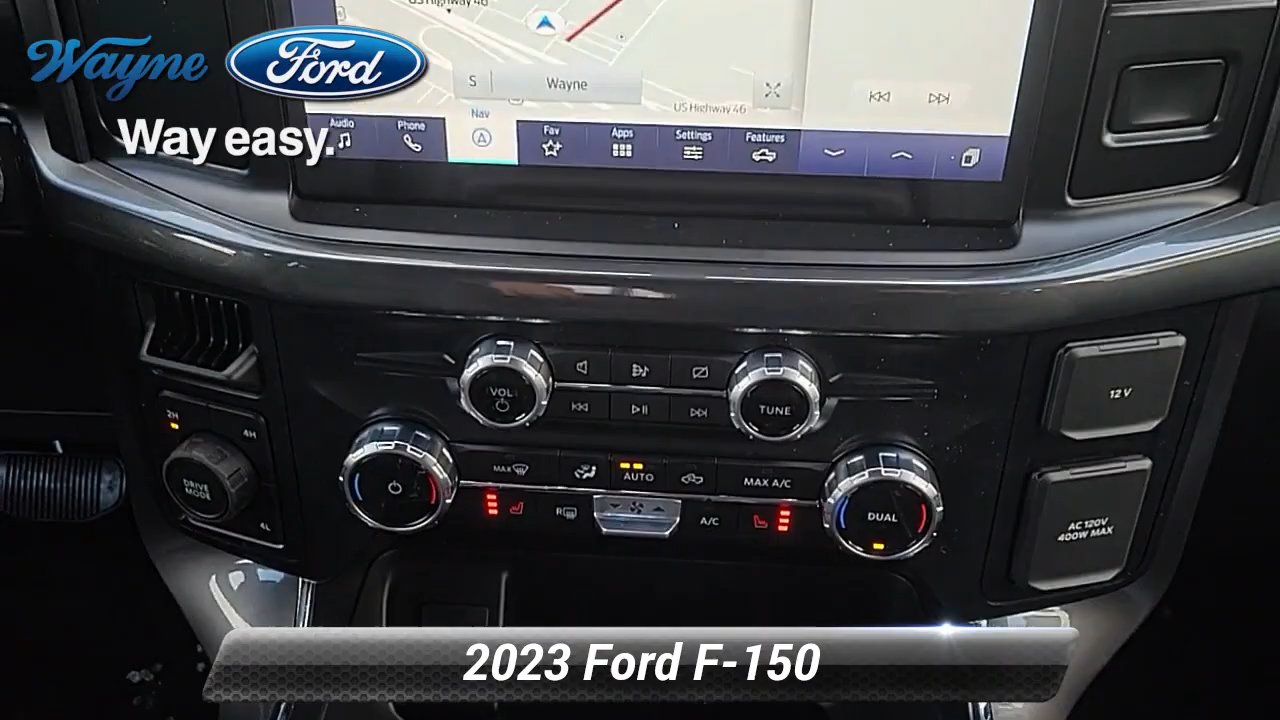 US Highway 46
Wayne Ford
S Wayne
US Highway 46
Way easy.
Audio Phone Nav Fav Apps Settings Features
A
VOL
TUNE
12 V
2H
4H
DRIVE MODE
4L
MAX
AUTO
MAX A/C
R
A/C
DUAL
AC 120V
400W MAX
2023 Ford F-150